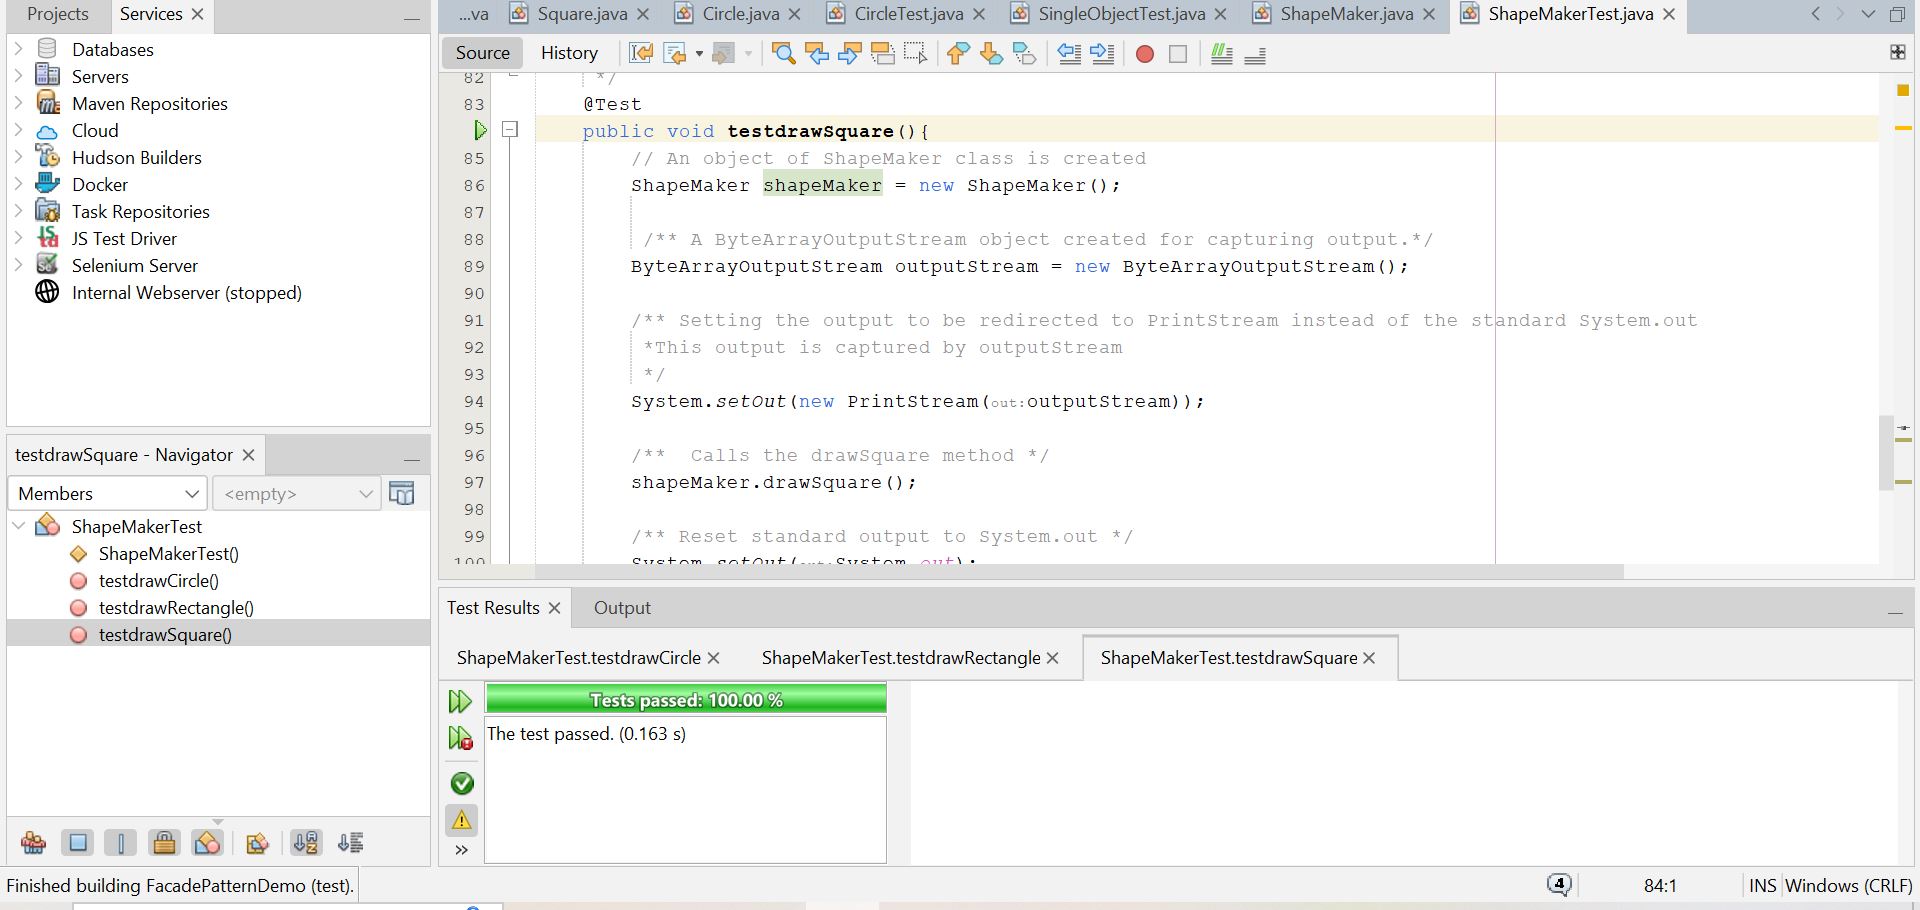 Projects
Services
Databases
Servers
Maven Repositories
Cloud
Hudson Builders
Docker
Task Repositories
JS Test Driver
Selenium Server
Internal Webserver (stopped)
testdrawSquare - Navigator
Members
<empty>
ShapeMakerTest
ShapeMakerTest()
testdrawCircle()
testdrawRectangle()
testdrawSquare()
...va
Square.java
Circle.java
CircleTest.java
SingleObjectTest.java
ShapeMaker.java
ShapeMakerTest.java
Source
History
82 */
83 @Test
public void testdrawSquare(){
85 // An object of ShapeMaker class is created
86 ShapeMaker shapeMaker = new ShapeMaker();
87
88 /** A ByteArrayOutputStream object created for capturing output.*/
89 ByteArrayOutputStream outputStream = new ByteArrayOutputStream();
90
91 /** Setting the output to be redirected to PrintStream instead of the standard System.out
92 *This output is captured by outputStream
93 */
94 System.setOut(new PrintStream(out:outputStream));
95
96 /**  Calls the drawSquare method */
97 shapeMaker.drawSquare();
98
99 /** Reset standard output to System.out */
100 System.setOut(out:System.out);
Test Results
Output
ShapeMakerTest.testdrawCircle
ShapeMakerTest.testdrawRectangle
ShapeMakerTest.testdrawSquare
Tests passed: 100.00 %
The test passed. (0.163 s)
Finished building FacadePatternDemo (test).
4
84:1
INS
Windows (CRLF)